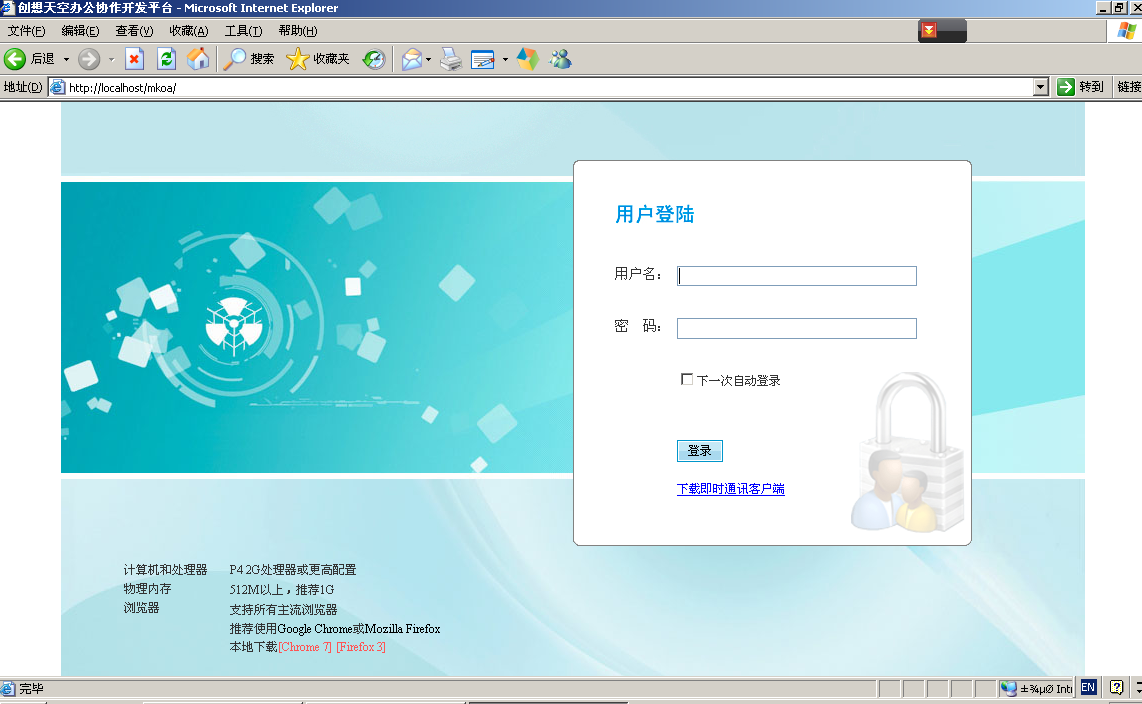 创想天空办公协作开发平台 - Microsoft Internet Explorer
文件(F) 编辑(E) 查看(V) 收藏(A) 工具(T) 帮助(H)
后退 搜索 收藏夹
地址(D) http://localhost/mkoa/ 转到 链接
用户登陆
用户名：
密 码：
下一次自动登录
登录
下载即时通讯客户端
计算机和处理器 P4 2G处理器或更高配置
物理内存 512M以上，推荐1G
浏览器 支持所有主流浏览器
推荐使用Google Chrome或Mozilla Firefox
本地下载[Chrome 7] [Firefox 3]
完毕 ±¾µØ Intr EN